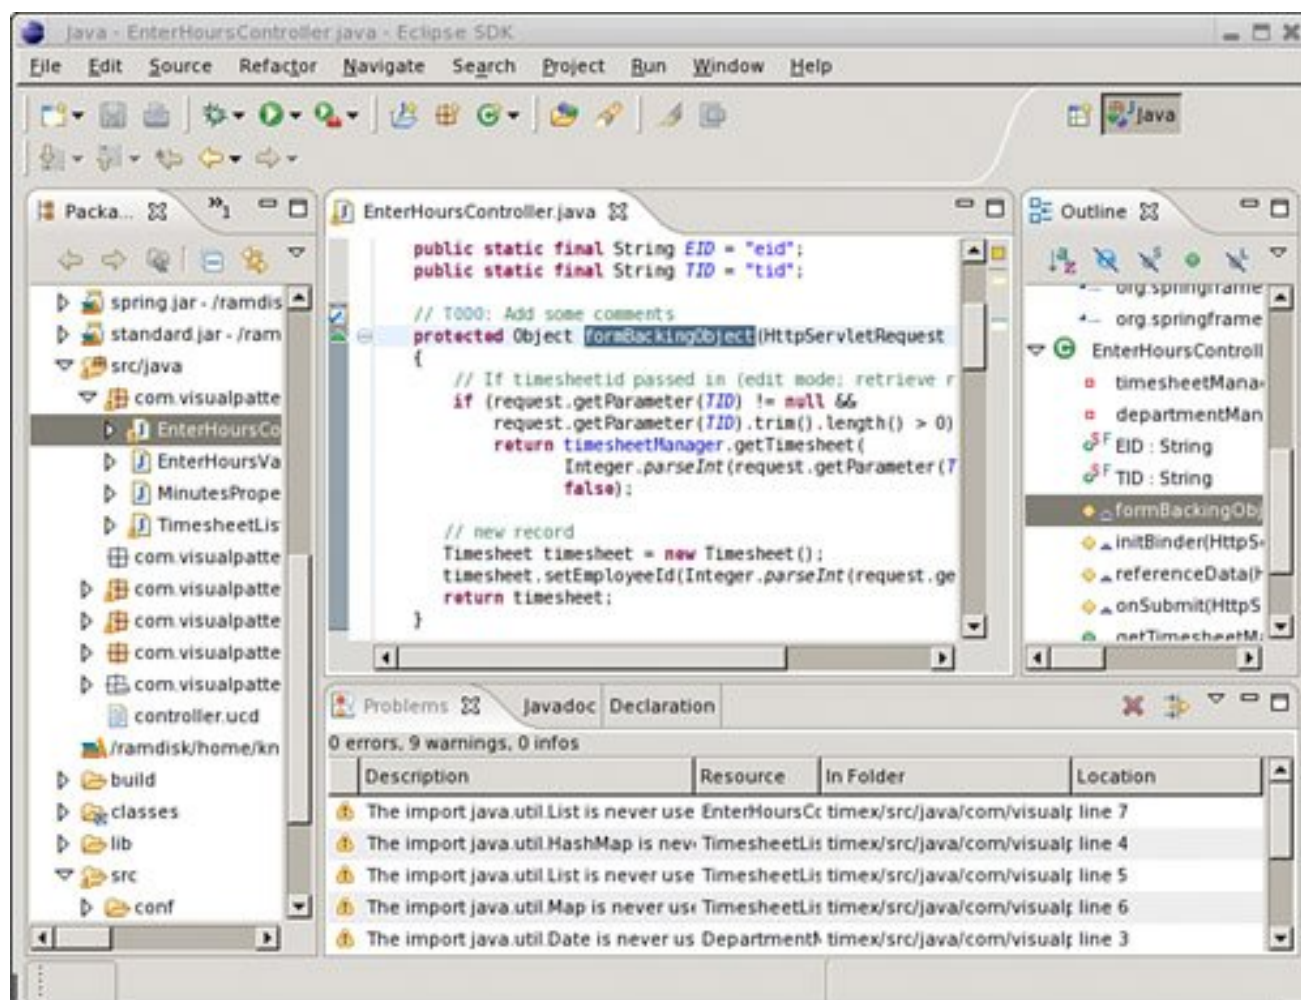 Java - EnterHoursController.java - Eclipse SDK
File Edit Source Refactor Navigate Search Project Run Window Help
Java
Packa... »1
EnterHoursController.java
Outline
spring.jar - /ramdis
standard.jar - /ram
src/java
com.visualpatte
EnterHoursCo
EnterHoursVa
MinutesPrope
TimesheetLis
com.visualpatte
com.visualpatte
com.visualpatte
com.visualpatte
com.visualpatte
controller.ucd
/ramdisk/home/kn
build
classes
lib
src
conf
public static final String EID = "eid";
public static final String TID = "tid";
// TODO: Add some comments
protected Object formBackingObject(HttpServletRequest
{
// If timesheetid passed in (edit mode; retrieve r
if (request.getParameter(TID) != null &&
request.getParameter(TID).trim().length() > 0)
return timesheetManager.getTimesheet(
Integer.parseInt(request.getParameter(T
false);
// new record
Timesheet timesheet = new Timesheet();
timesheet.setEmployeeId(Integer.parseInt(request.ge
return timesheet;
}
org.springframe
org.springframe
EnterHoursControll
timesheetMana
departmentMan
EID : String
TID : String
formBackingObj
initBinder(HttpS
referenceData(H
onSubmit(HttpS
getTimesheetMa
Problems Javadoc Declaration
0 errors, 9 warnings, 0 infos
Description Resource In Folder Location
The import java.util.List is never use EnterHoursCo timex/src/java/com/visualp line 7
The import java.util.HashMap is nev TimesheetLis timex/src/java/com/visualp line 4
The import java.util.List is never use TimesheetLis timex/src/java/com/visualp line 5
The import java.util.Map is never us TimesheetLis timex/src/java/com/visualp line 6
The import java.util.Date is never us DepartmentM timex/src/java/com/visualp line 3